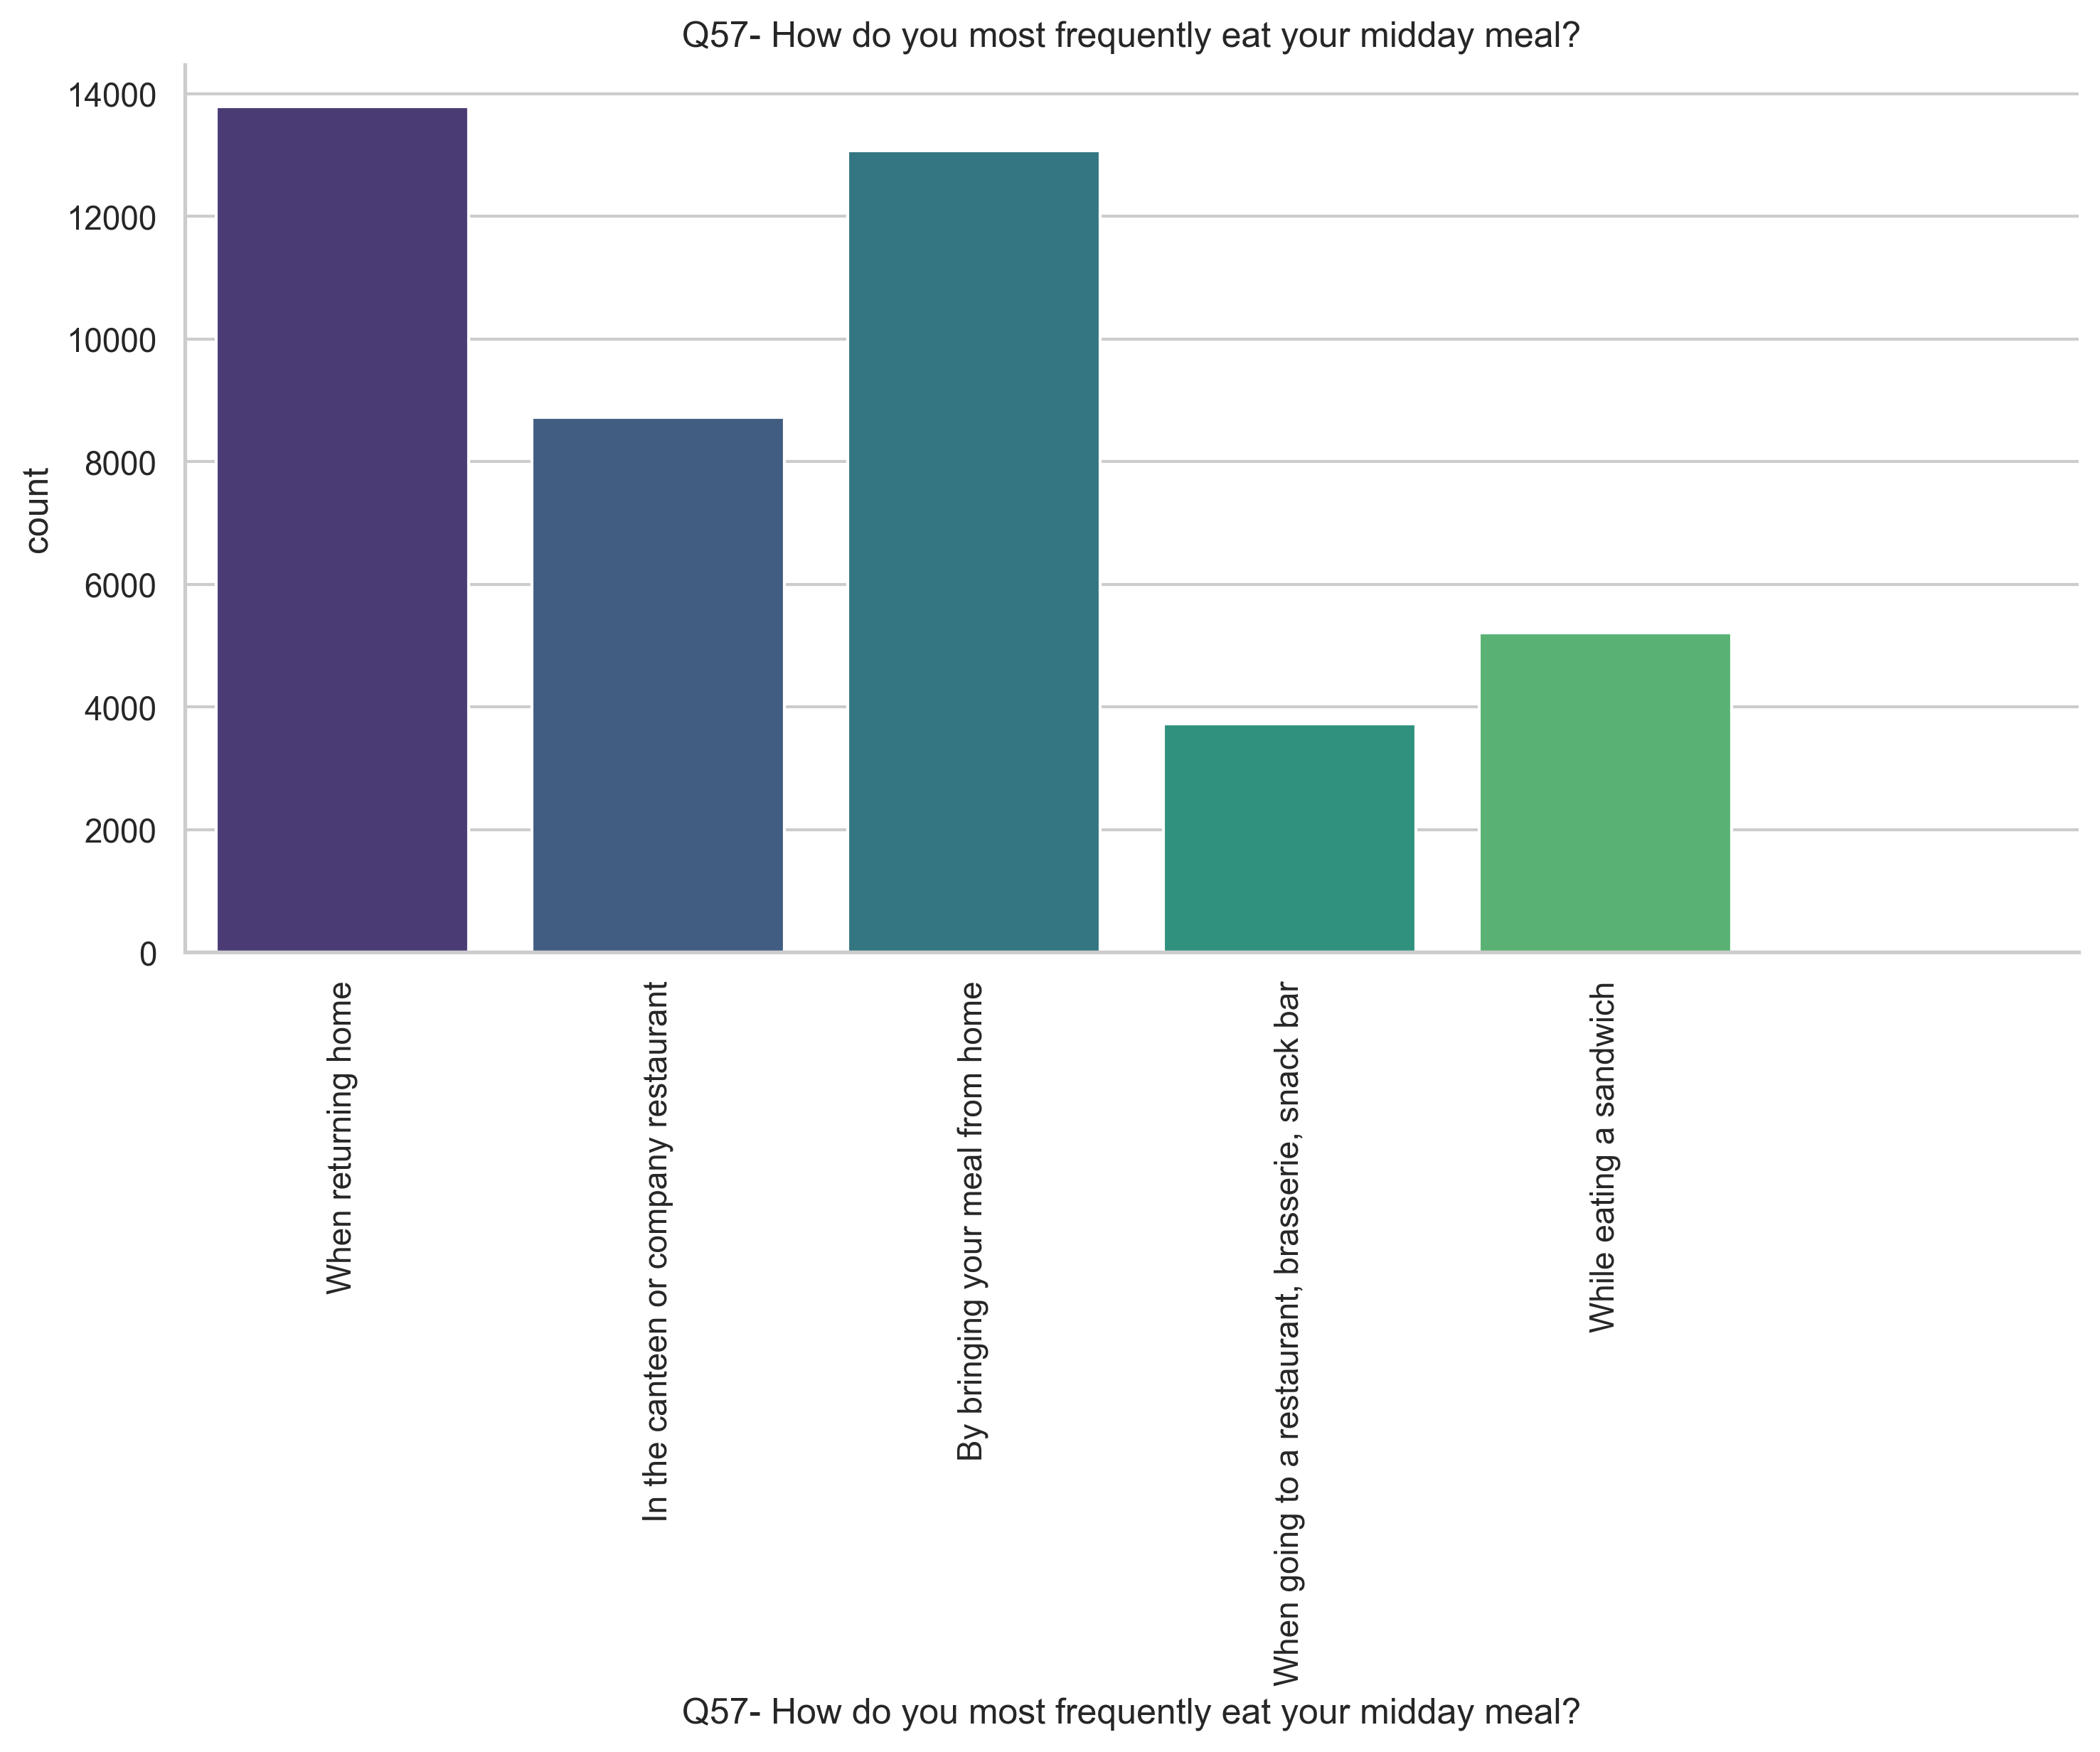 Q57- How do you most frequently eat your midday meal?
14000
12000
10000
8000
6000
4000
2000
0
count
When returning home
In the canteen or company restaurant
By bringing your meal from home
When going to a restaurant, brasserie, snack bar
While eating a sandwich
Q57- How do you most frequently eat your midday meal?